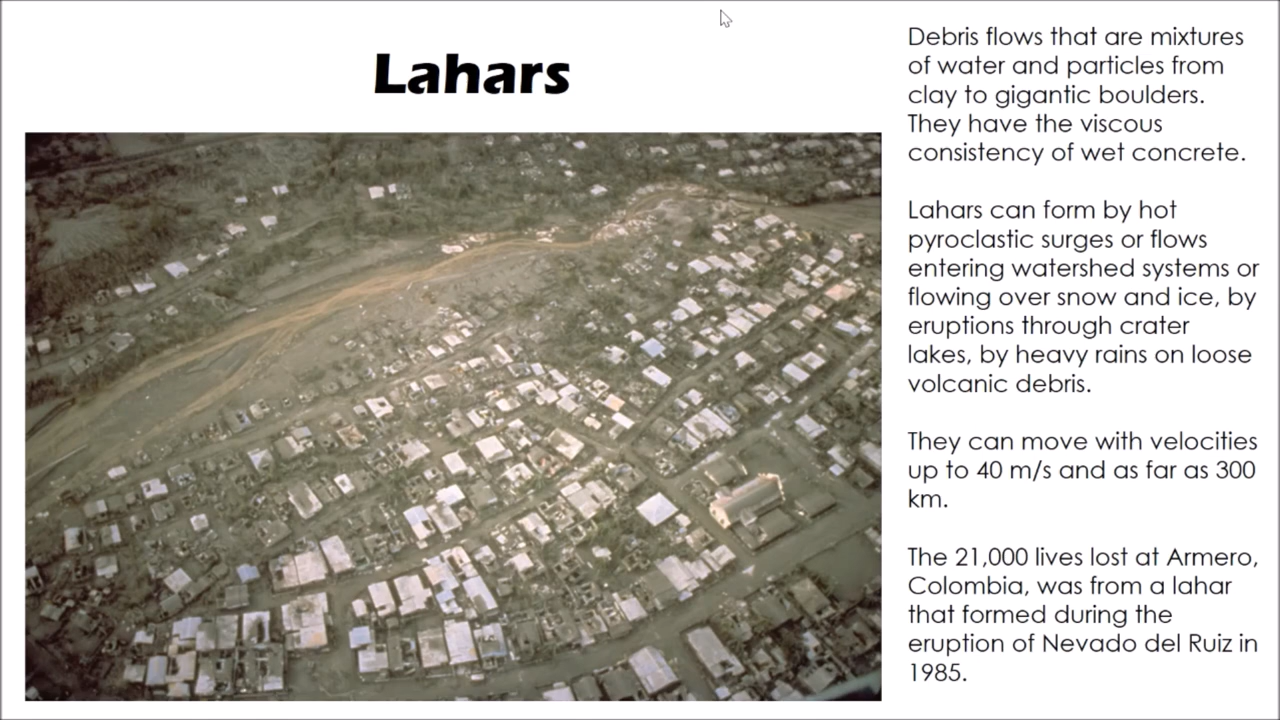 Lahars
Debris flows that are mixtures
of water and particles from
clay to gigantic boulders.
They have the viscous
consistency of wet concrete.
Lahars can form by hot
pyroclastic surges or flows
entering watershed systems or
flowing over snow and ice, by
eruptions through crater
lakes, by heavy rains on loose
volcanic debris.
They can move with velocities
up to 40 m/s and as far as 300
km.
The 21,000 lives lost at Armero,
Colombia, was from a lahar
that formed during the
eruption of Nevado del Ruiz in
1985.